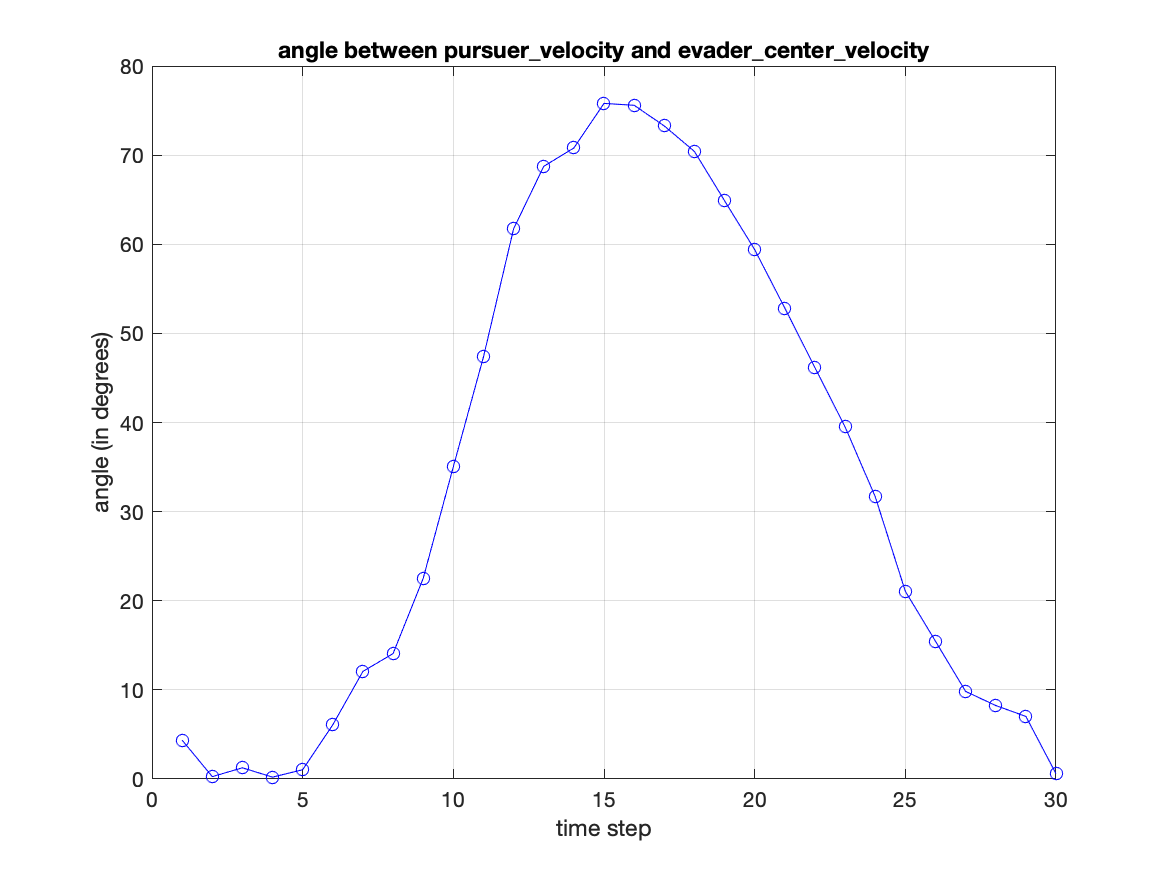 angle between pursuer_velocity and evader_center_velocity
80
70
60
50
40
30
20
10
0
angle (in degrees)
0 5 10 15 20 25 30
time step